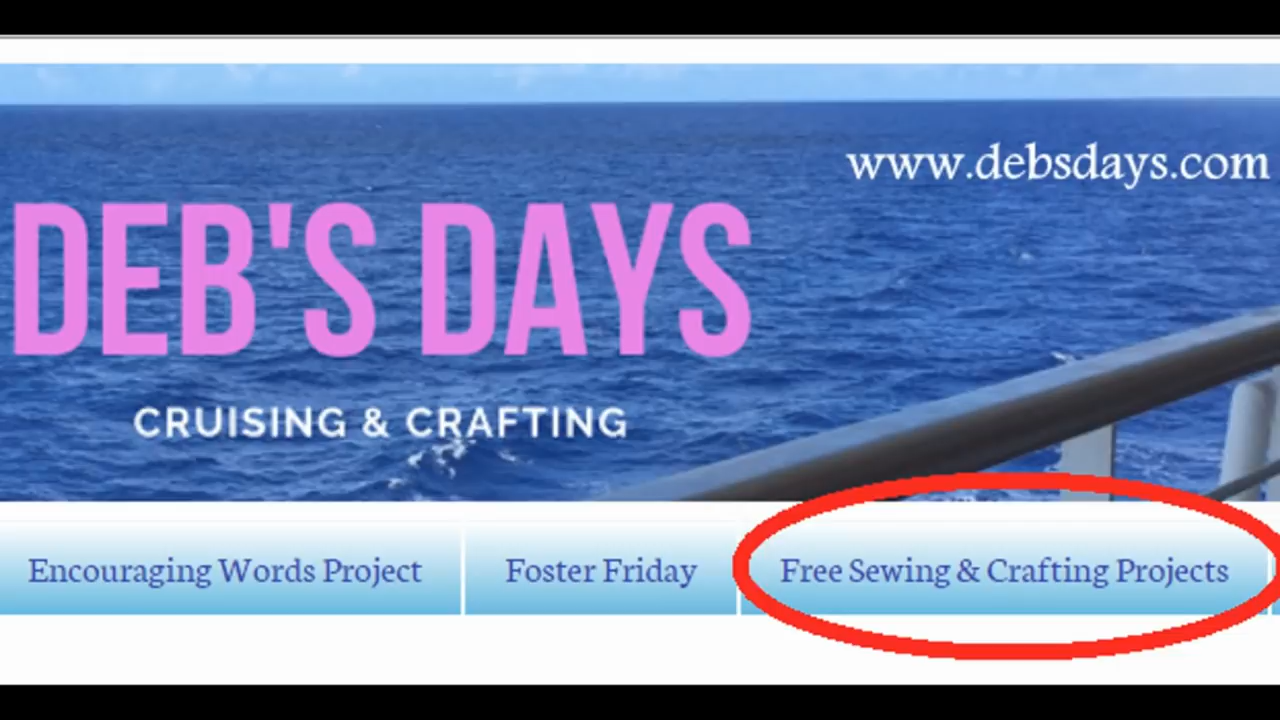 www.debsdays.com
DEB'S DAYS
CRUISING & CRAFTING
Encouraging Words Project
Foster Friday
Free Sewing & Crafting Projects